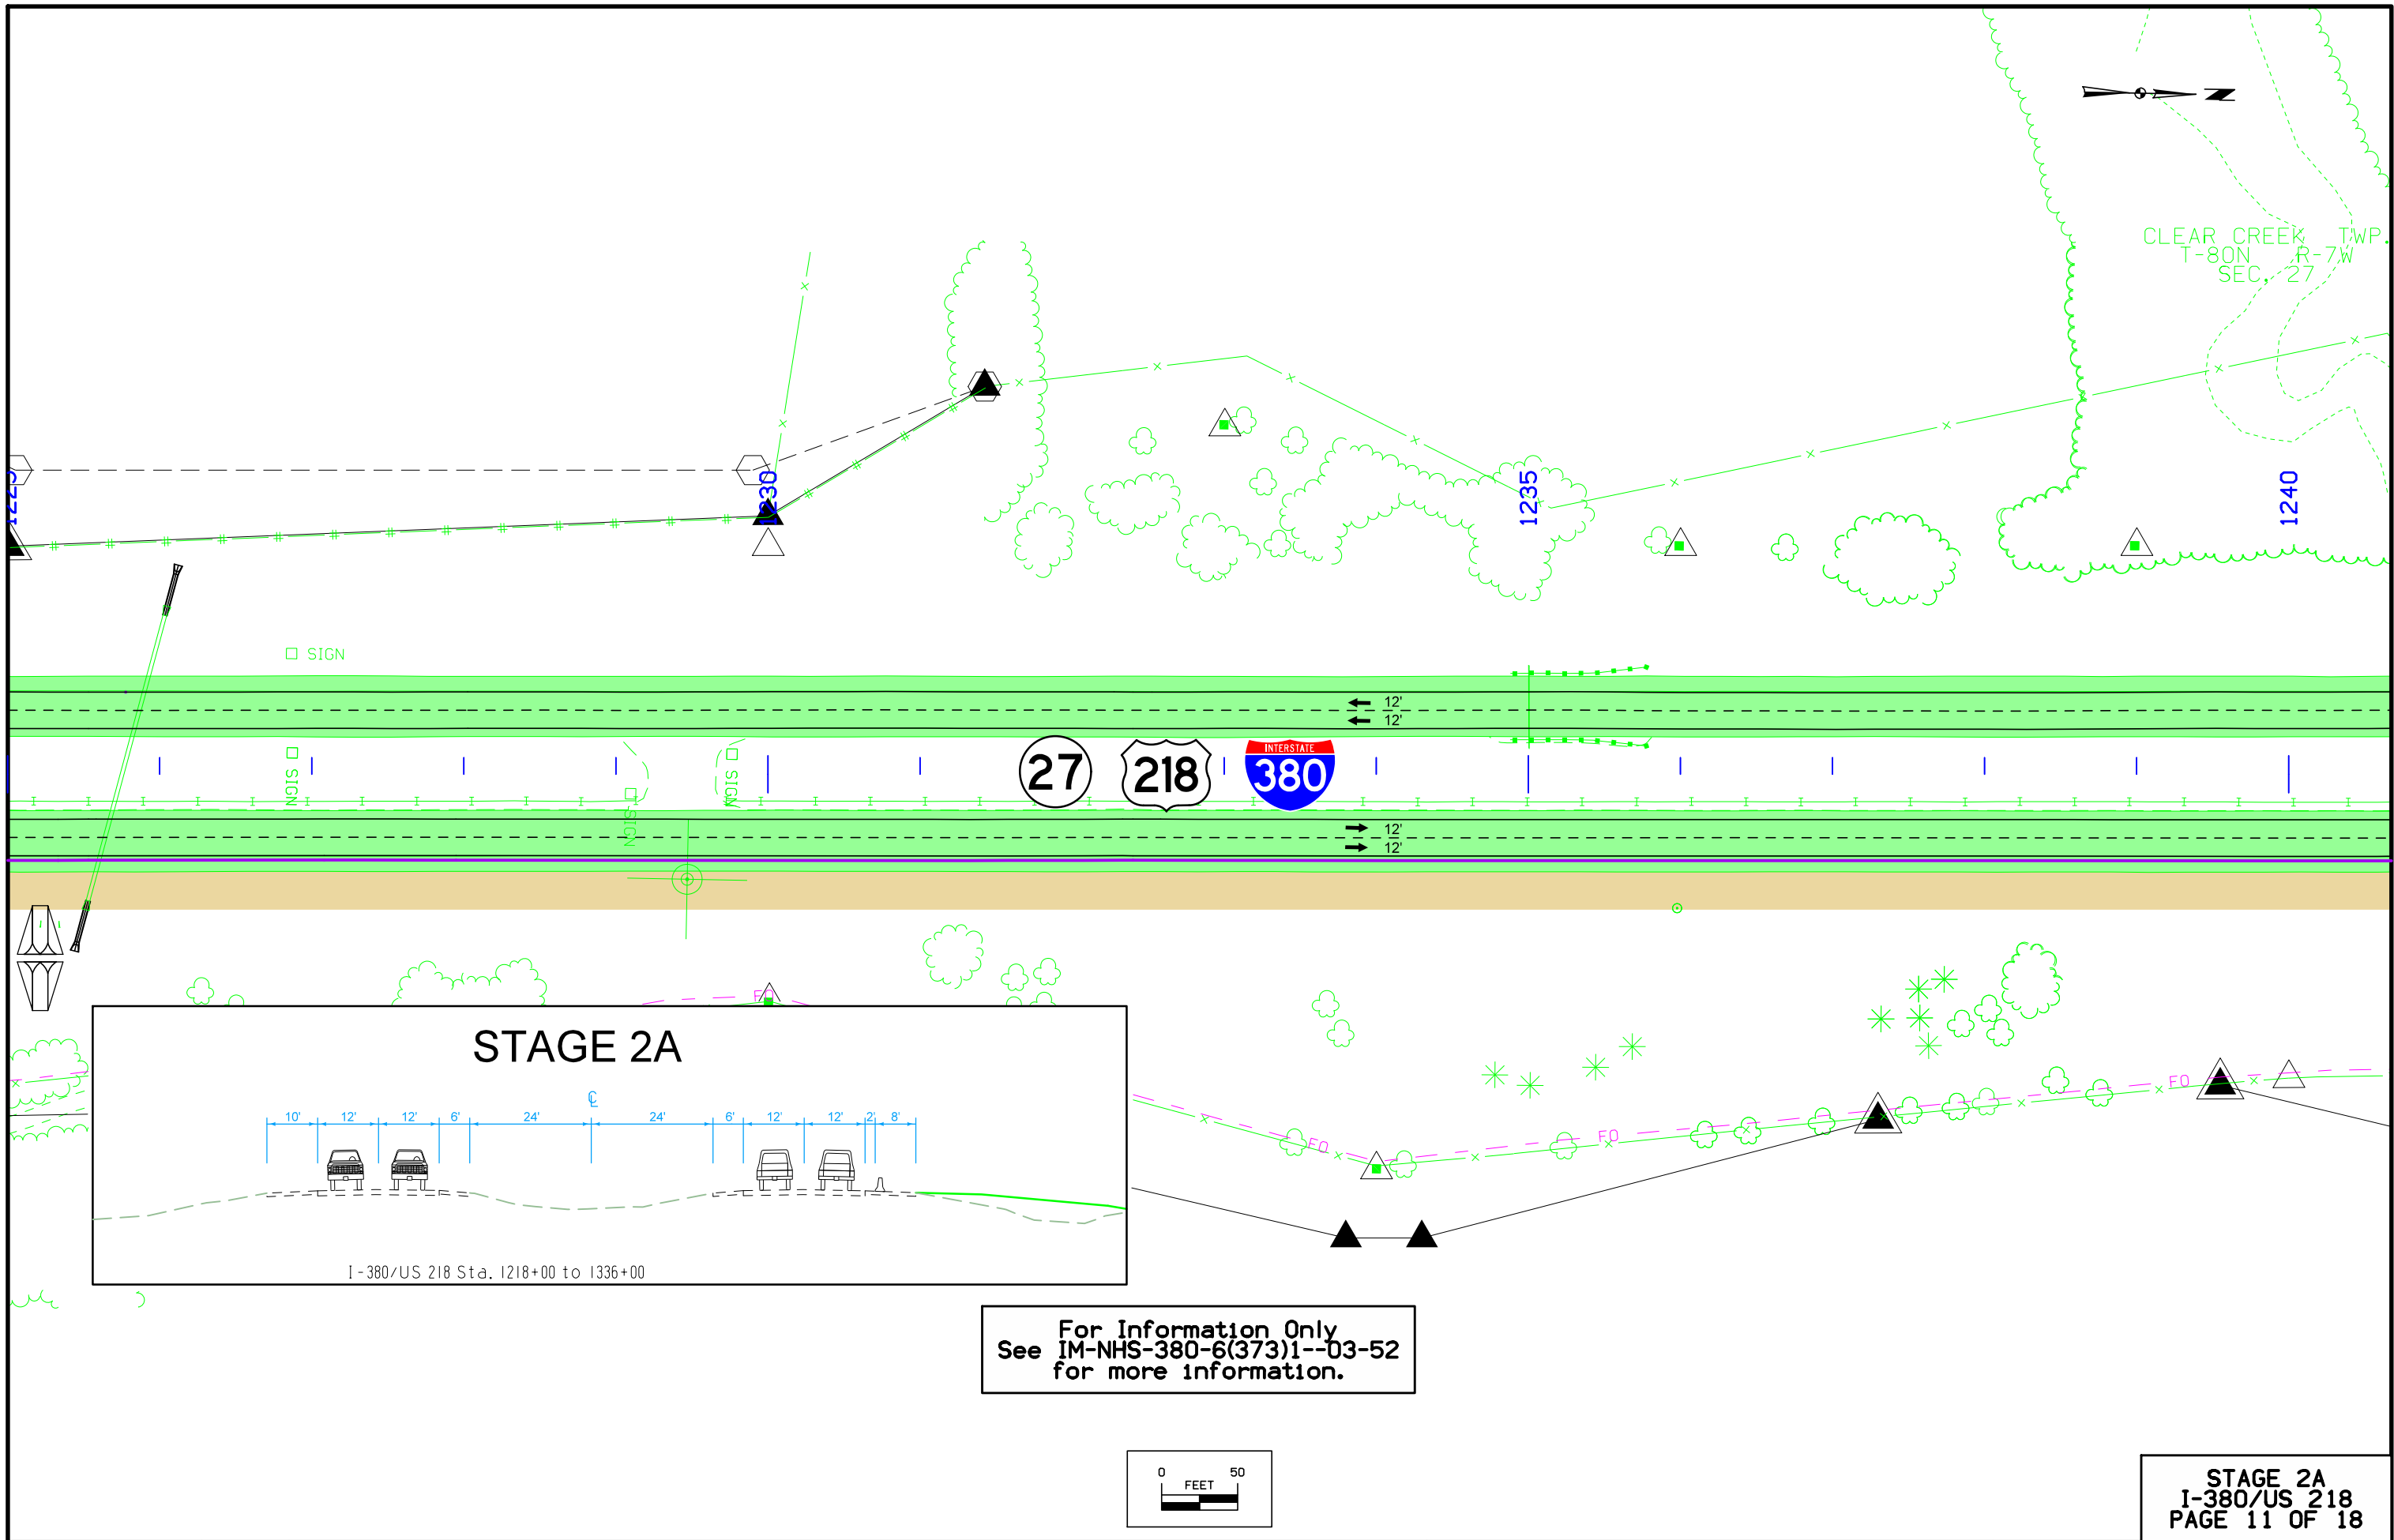 CLEAR CREEK TWP.
T-80N R-7W
SEC. 27
1230
1235
1240
SIGN
12'
12'
SIGN
SIGN
SIGN
27
218
INTERSTATE
380
12'
12'
FO
FO
FO
FO
STAGE 2A
10' 12' 12' 6' 24' 24' 6' 12' 12' 2' 8'
I-380/US 218 Sta. 1218+00 to 1336+00
For Information Only
See IM-NHS-380-6(373)1--03-52
for more information.
0 50
FEET
STAGE 2A
I-380/US 218
PAGE 11 OF 18